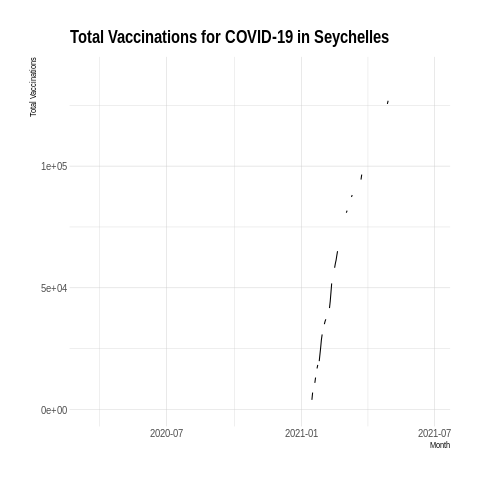 Total Vaccinations for COVID-19 in Seychelles
Total Vaccinations
1e+05
5e+04
0e+00
2020-07
2021-01
2021-07
Month